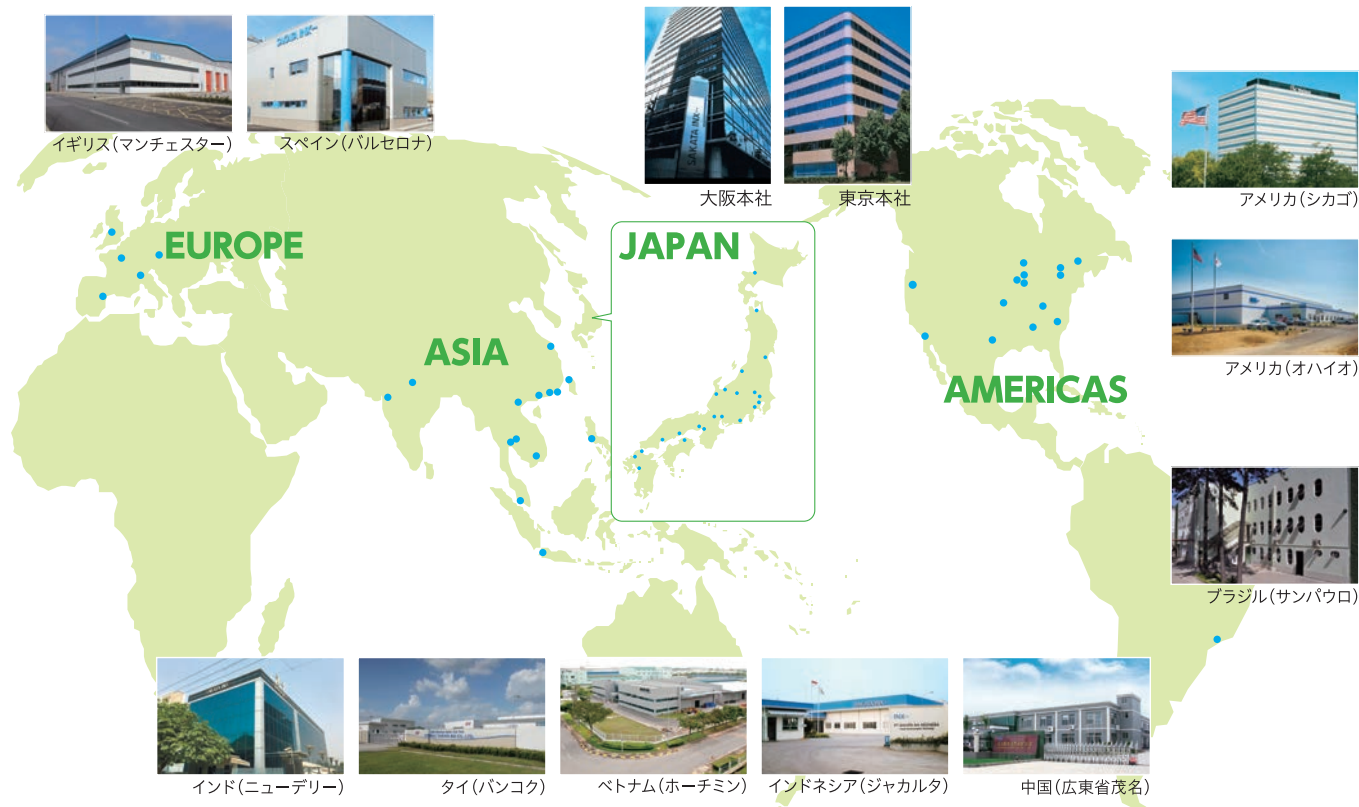 SAKATA INX
SAKATA INX
イギリス(マンチェスター)
スペイン(バルセロナ)
大阪本社
東京本社
アメリカ(シカゴ)
EUROPE
JAPAN
ASIA
AMERICAS
アメリカ(オハイオ)
ブラジル(サンパウロ)
INX
インド(ニューデリー)
タイ(バンコク)
ベトナム(ホーチミン)
インドネシア(ジャカルタ)
中国(広東省茂名)